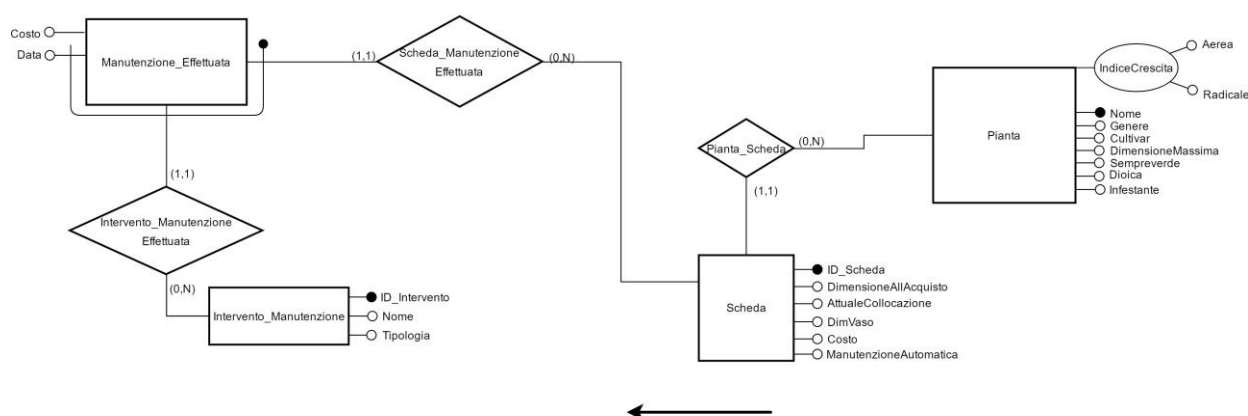 Costo
Data
Manutenzione_Effettuata
(1,1)
Scheda_Manutenzione
Effettuata
(0,N)
Aerea
IndiceCrescita
Radicale
Pianta
Nome
Genere
Cultivar
DimensioneMassima
Sempreverde
Dioica
Infestante
Pianta_Scheda
(0,N)
(1,1)
(1,1)
Intervento_Manutenzione
Effettuata
(0,N)
Intervento_Manutenzione
ID_Intervento
Nome
Tipologia
Scheda
ID_Scheda
DimensioneAllAcquisto
AttualeCollocazione
DimVaso
Costo
ManutenzioneAutomatica